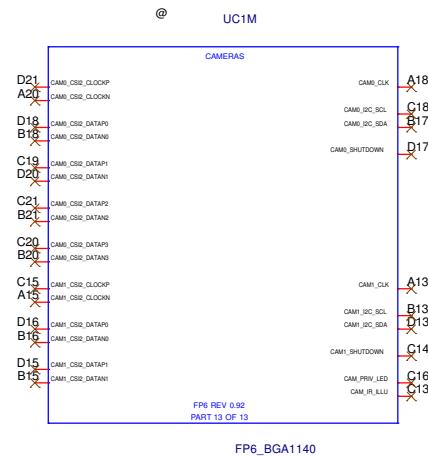 @
UC1M
CAMERAS
D21 CAM0_CSI2_CLOCKP CAM0_CLK A18
A20 CAM0_CSI2_CLOCKN
CAM0_I2C_SCL C18
D18 CAM0_CSI2_DATAP0 CAM0_I2C_SDA B17
B18 CAM0_CSI2_DATAN0
CAM0_SHUTDOWN D17
C19 CAM0_CSI2_DATAP1
D20 CAM0_CSI2_DATAN1
C21 CAM0_CSI2_DATAP2
B21 CAM0_CSI2_DATAN2
C20 CAM0_CSI2_DATAP3
B20 CAM0_CSI2_DATAN3
C15 CAM1_CSI2_CLOCKP CAM1_CLK A13
A15 CAM1_CSI2_CLOCKN
CAM1_I2C_SCL B13
D16 CAM1_CSI2_DATAP0 CAM1_I2C_SDA D13
B16 CAM1_CSI2_DATAN0
CAM1_SHUTDOWN C14
D15 CAM1_CSI2_DATAP1
B15 CAM1_CSI2_DATAN1 CAM_PRIV_LED C16
CAM_IR_ILLU C13
FP6 REV 0.92
PART 13 OF 13
FP6_BGA1140